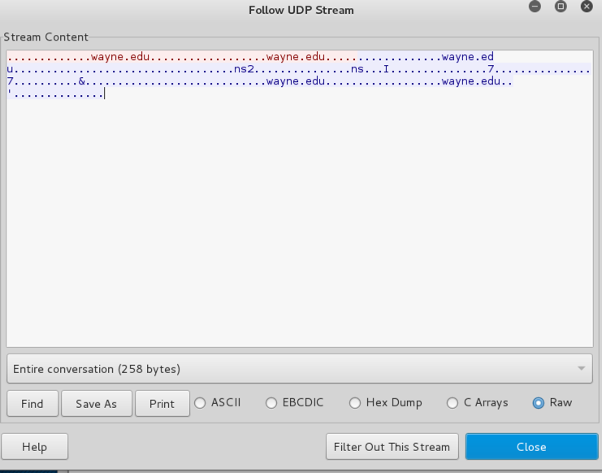 Follow UDP Stream
Stream Content
............wayne.edu.................wayne.edu.................wayne.ed
u................................ns2..............ns...I..............7..............
7..........&..........................wayne.edu.................wayne.edu..
'.............
Entire conversation (258 bytes)
Find Save As Print ASCII EBCDIC Hex Dump C Arrays Raw
Help Filter Out This Stream Close